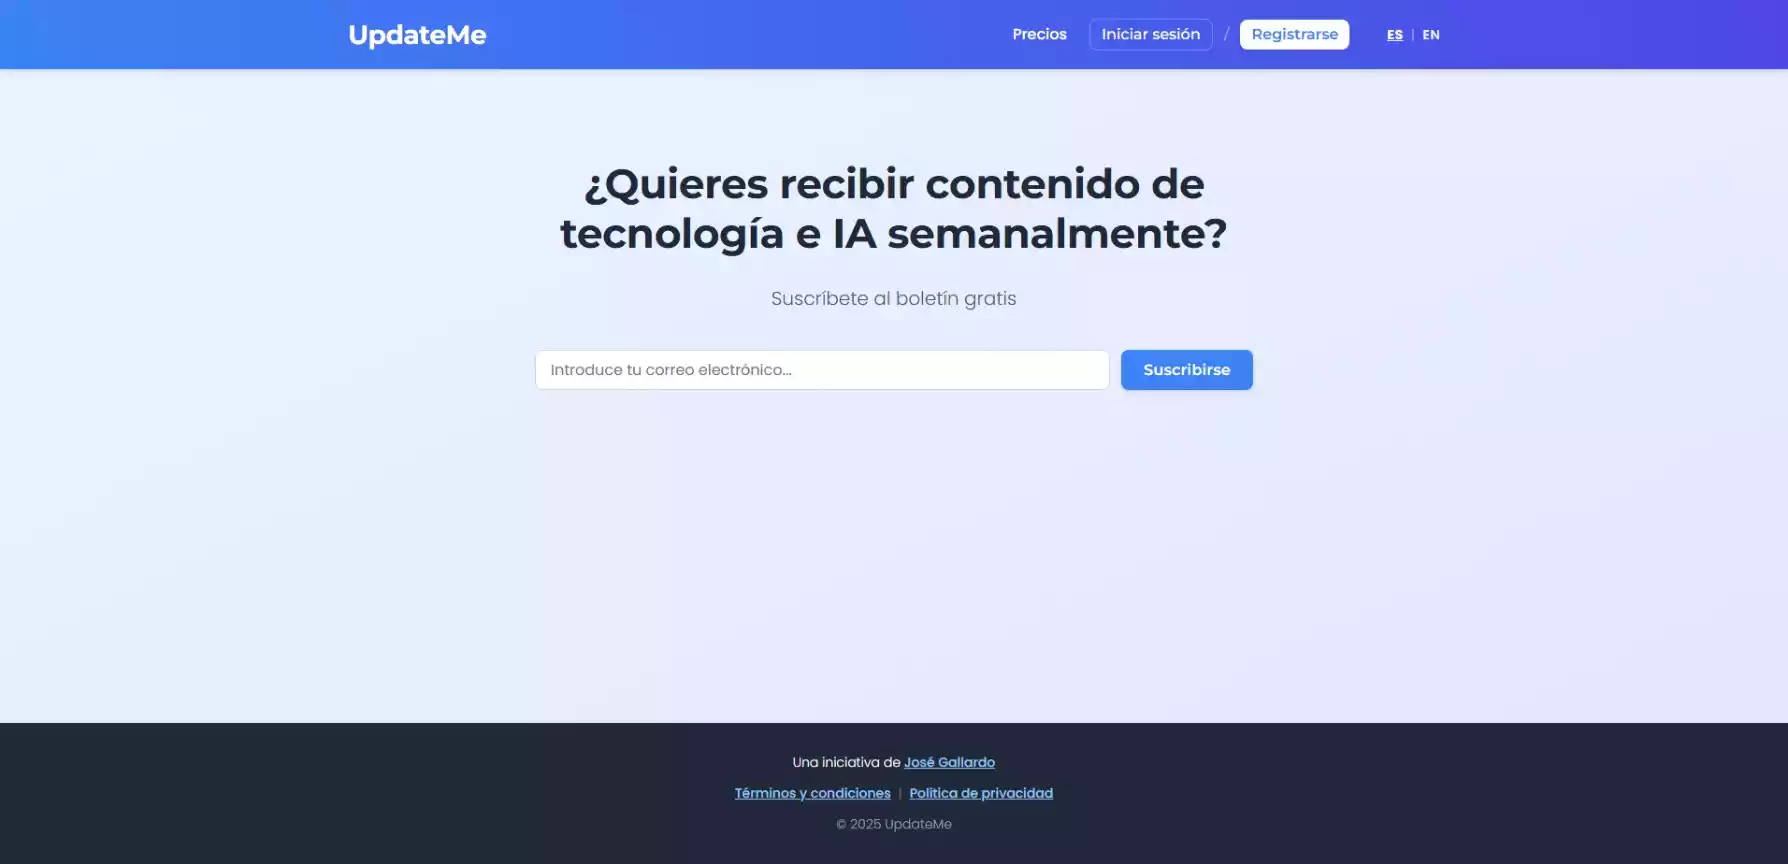 UpdateMe
Precios
Iniciar sesión
/
Registrarse
ES | EN
¿Quieres recibir contenido de
tecnología e IA semanalmente?
Suscríbete al boletín gratis
Introduce tu correo electrónico...
Suscribirse
Una iniciativa de José Gallardo
Términos y condiciones | Política de privacidad
© 2025 UpdateMe